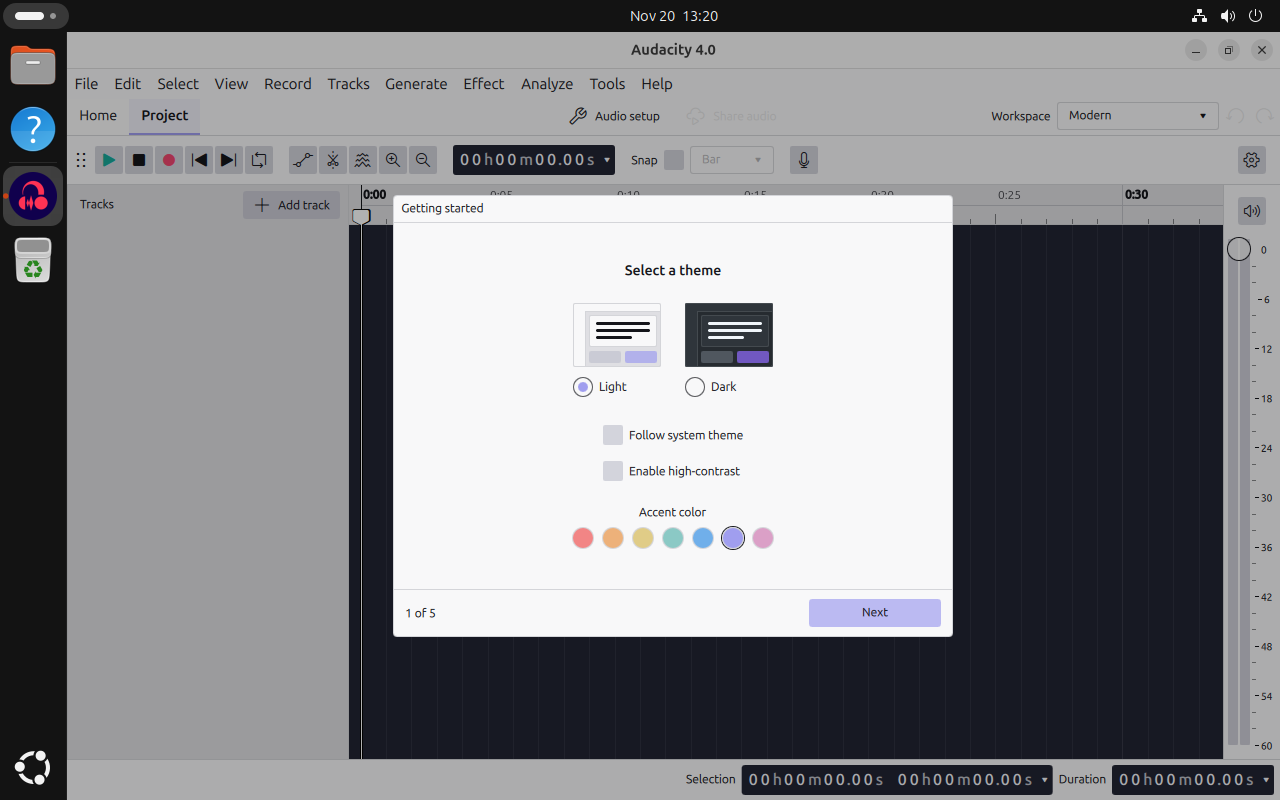 Nov 20 13:20
Audacity 4.0
File Edit Select View Record Tracks Generate Effect Analyze Tools Help
Home Project Audio setup Share audio Workspace Modern
00h00m00.00s Snap Bar
Tracks Add track
0:00 0:05 0:10 0:15 0:20 0:25 0:30
Getting started
Select a theme
Light Dark
Follow system theme
Enable high-contrast
Accent color
1 of 5 Next
0
-6
-12
-18
-24
-30
-36
-42
-48
-54
-60
Selection 00h00m00.00s 00h00m00.00s Duration 00h00m00.00s